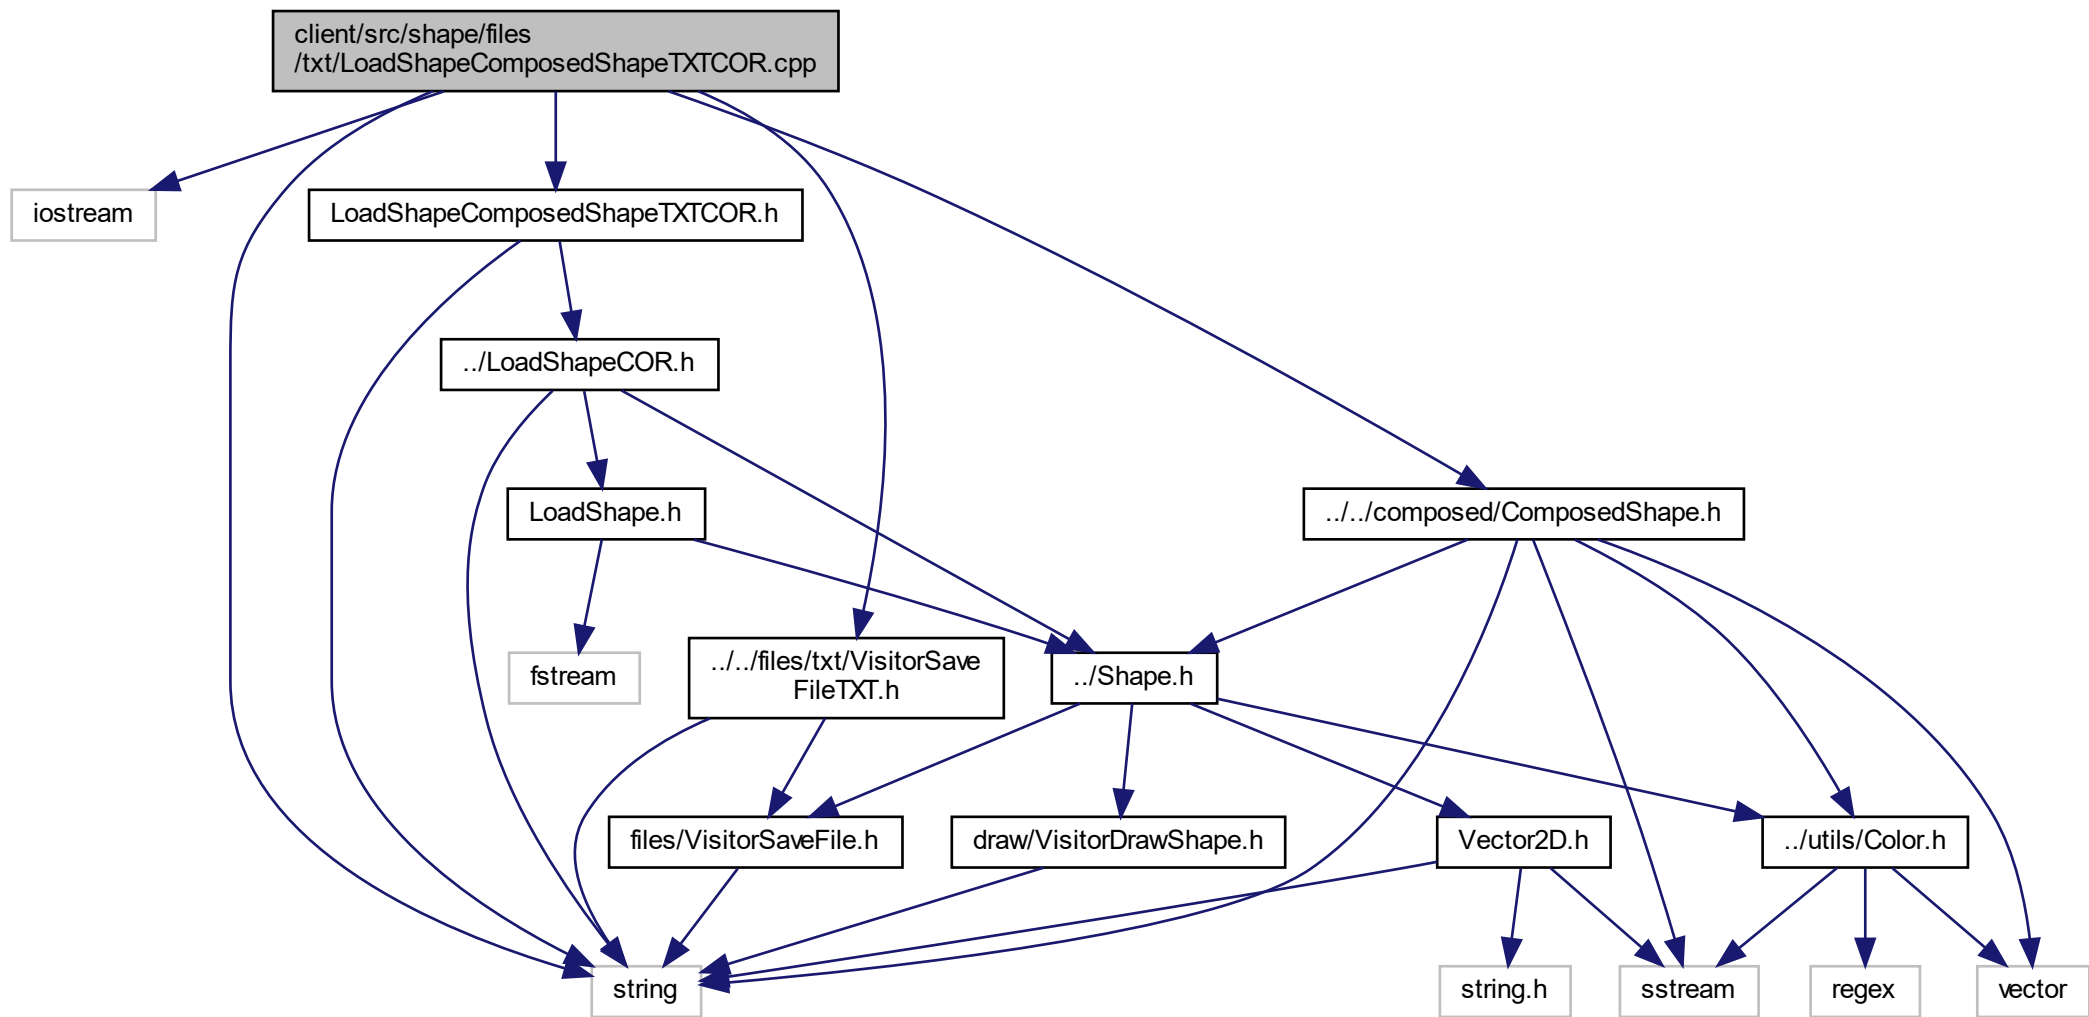 client/src/shape/files
/txt/LoadShapeComposedShapeTXTCOR.cpp
iostream
LoadShapeComposedShapeTXTCOR.h
../LoadShapeCOR.h
LoadShape.h
../../composed/ComposedShape.h
fstream
../../files/txt/VisitorSave
FileTXT.h
../Shape.h
files/VisitorSaveFile.h
draw/VisitorDrawShape.h
Vector2D.h
../utils/Color.h
string
string.h
sstream
regex
vector